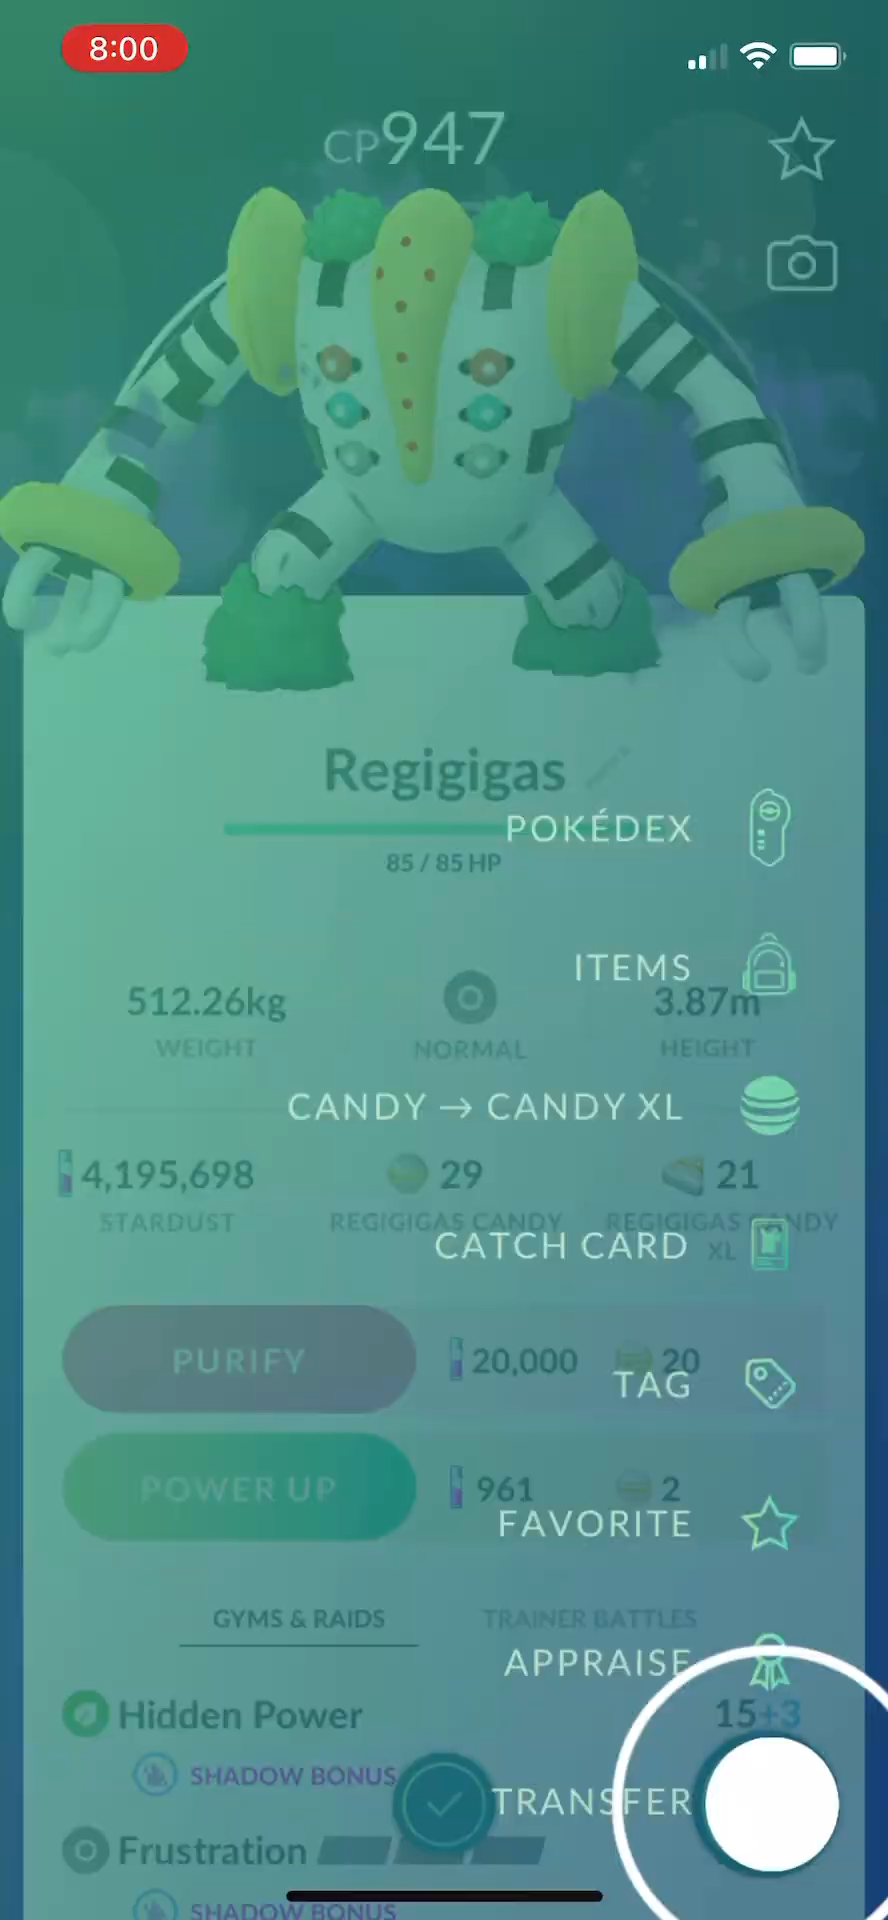 8:00
CP947
Regigigas
POKÉDEX
85 / 85 HP
ITEMS
512.26kg
3.87m
WEIGHT
NORMAL
HEIGHT
CANDY → CANDY XL
4,195,698
29
21
STARDUST
REGIGIGAS CANDY
REGIGIGAS CANDY XL
CATCH CARD
PURIFY
20,000
20
TAG
POWER UP
961
2
FAVORITE
GYMS & RAIDS
TRAINER BATTLES
APPRAISE
Hidden Power
15+3
SHADOW BONUS
TRANSFER
Frustration
SHADOW BONUS